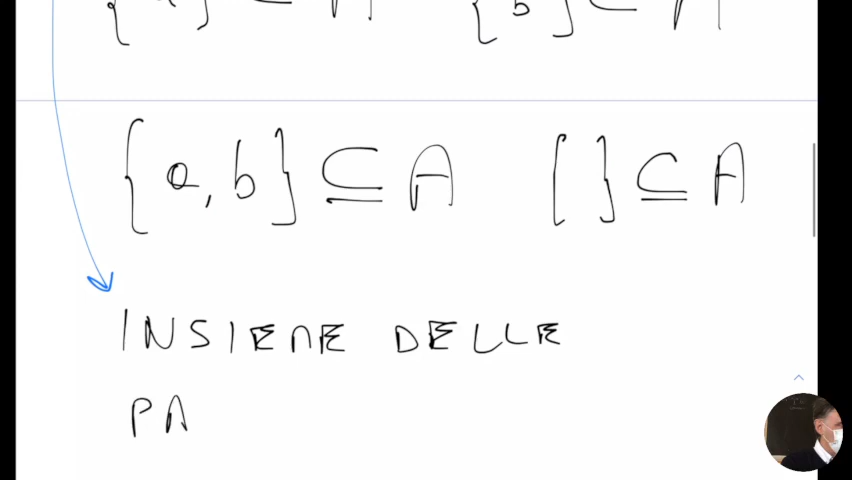 {a} ⊆ A {b} ⊆ A
{a, b} ⊆ A { } ⊆ A
INSIEME DELLE
PA